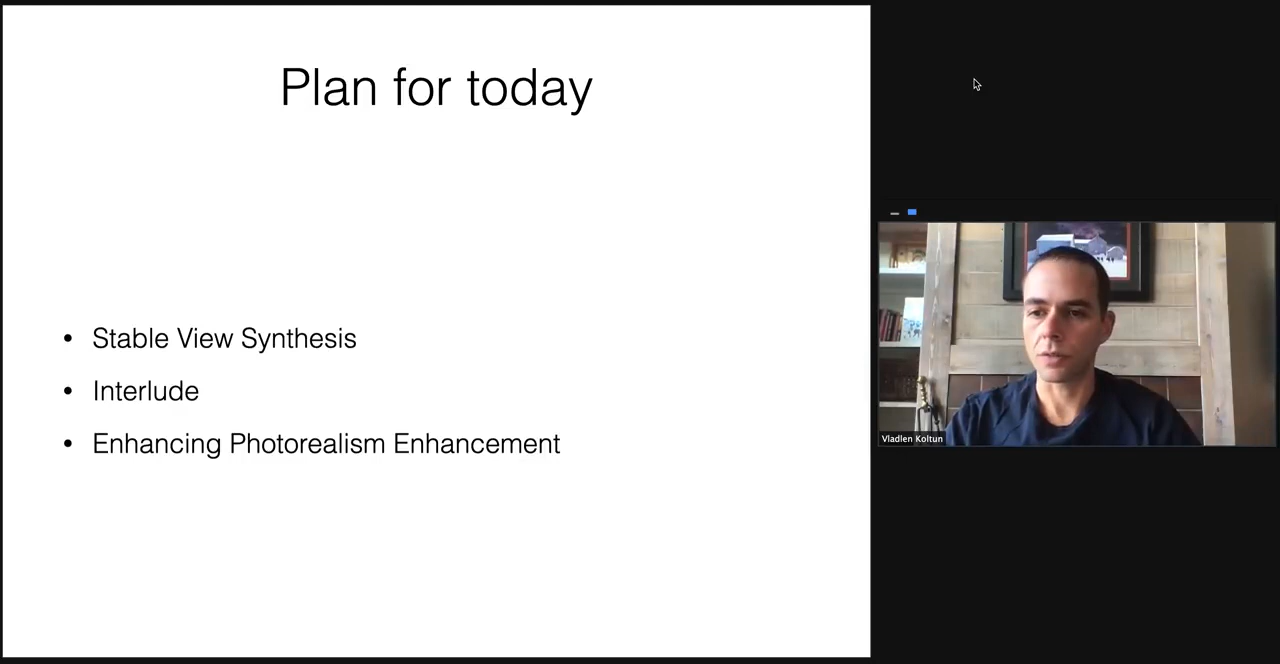 Plan for today
• Stable View Synthesis
• Interlude
• Enhancing Photorealism Enhancement
Vladlen Koltun